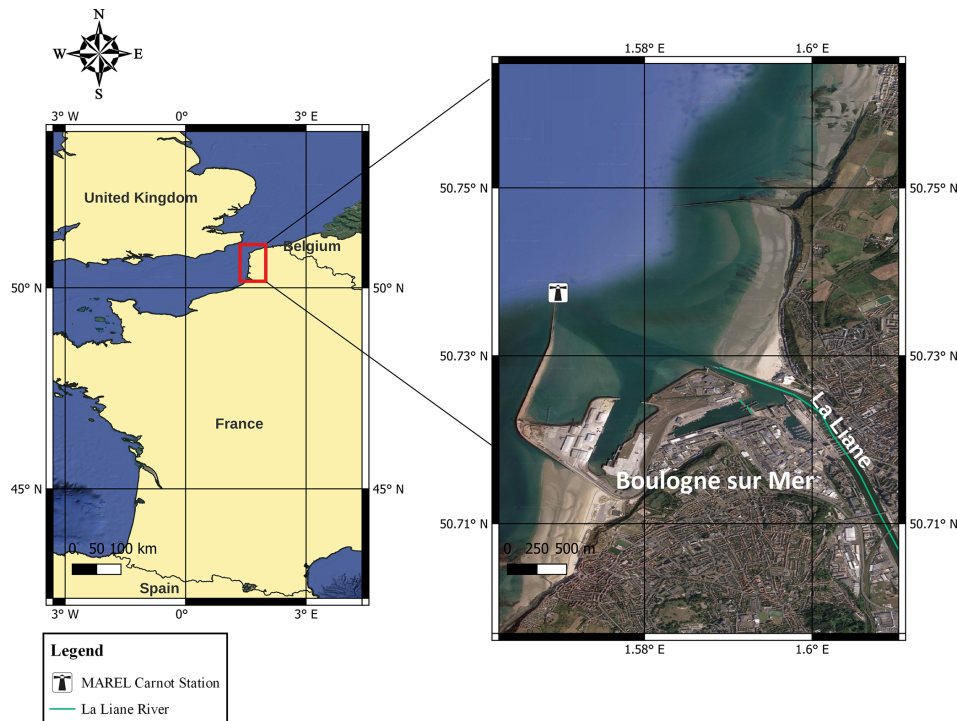 N
W E
S
3° W 0° 3° E
United Kingdom
Belgium
50° N 50° N
France
45° N 45° N
0 50 100 km
Spain
3° W 0° 3° E
1.58° E 1.6° E
50.75° N 50.75° N
50.73° N 50.73° N
La Liane
Boulogne sur Mer
50.71° N 50.71° N
0 250 500 m
1.58° E 1.6° E
Legend
MAREL Carnot Station
La Liane River